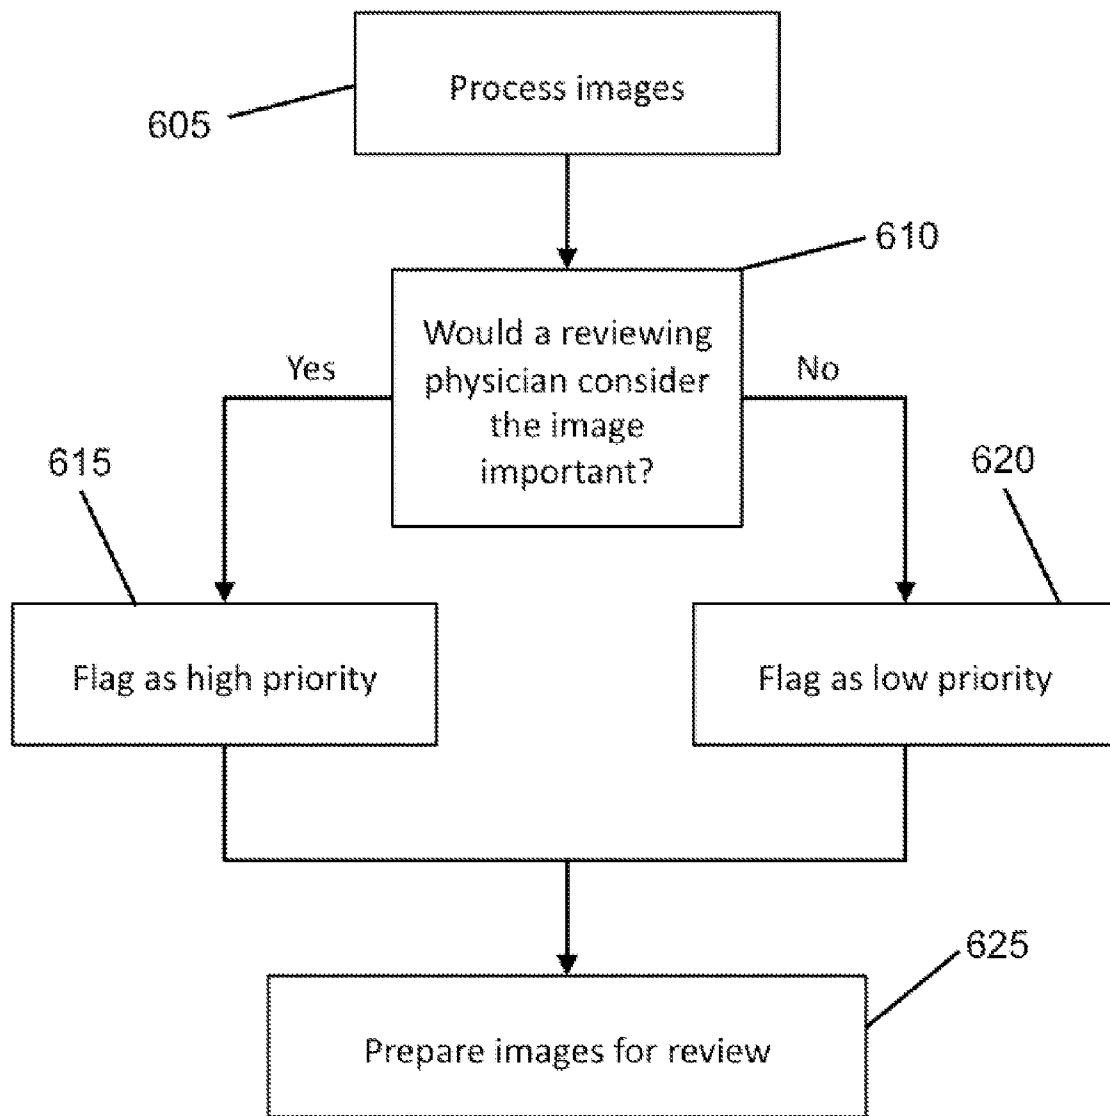 Process images
605
610
Would a reviewing
physician consider
the image
important?
Yes
No
615
620
Flag as high priority
Flag as low priority
625
Prepare images for review